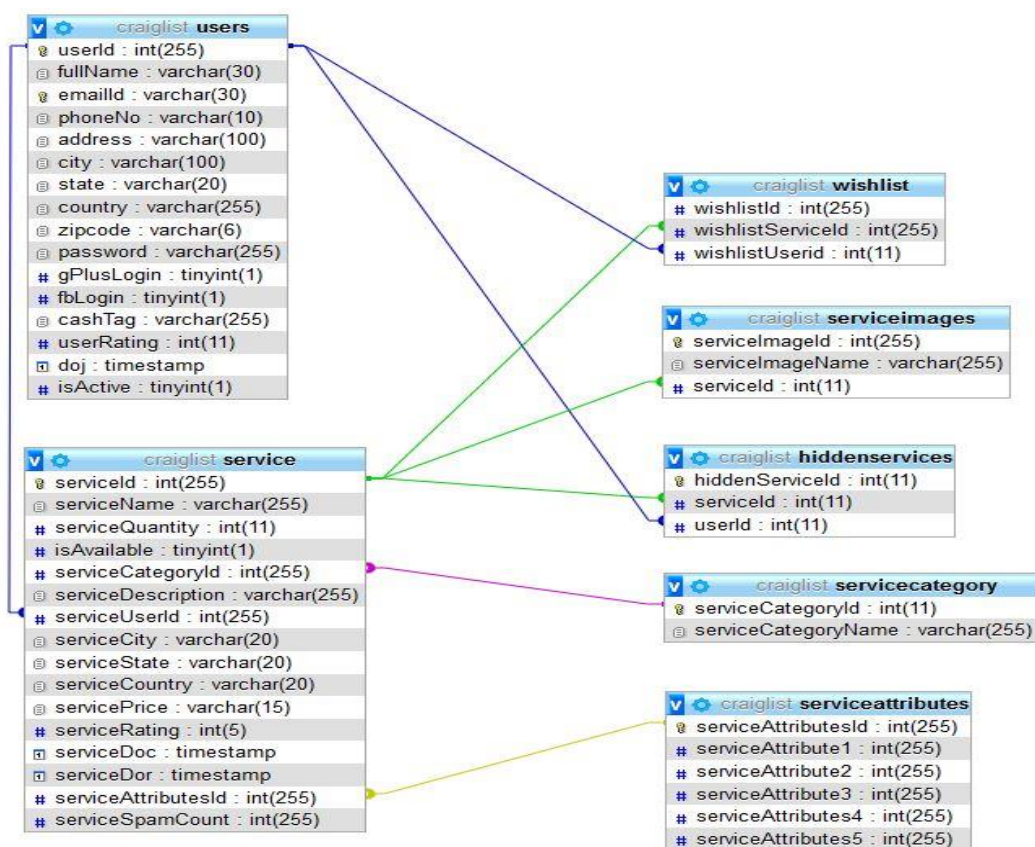 craiglist users
userId : int(255)
fullName : varchar(30)
emailId : varchar(30)
phoneNo : varchar(10)
address : varchar(100)
city : varchar(100)
state : varchar(20)
country : varchar(255)
zipcode : varchar(6)
password : varchar(255)
gPlusLogin : tinyint(1)
fbLogin : tinyint(1)
cashTag : varchar(255)
userRating : int(11)
doj : timestamp
isActive : tinyint(1)
craiglist service
serviceId : int(255)
serviceName : varchar(255)
serviceQuantity : int(11)
isAvailable : tinyint(1)
serviceCategoryId : int(255)
serviceDescription : varchar(255)
serviceUserId : int(255)
serviceCity : varchar(20)
serviceState : varchar(20)
serviceCountry : varchar(20)
servicePrice : varchar(15)
serviceRating : int(5)
serviceDoc : timestamp
serviceDor : timestamp
serviceAttributesId : int(255)
serviceSpamCount : int(255)
craiglist wishlist
wishlistId : int(255)
wishlistServiceId : int(255)
wishlistUserid : int(11)
craiglist serviceimages
serviceImageId : int(255)
serviceImageName : varchar(255)
serviceId : int(11)
craiglist hiddenservices
hiddenServiceId : int(11)
serviceId : int(11)
userId : int(11)
craiglist servicecategory
serviceCategoryId : int(11)
serviceCategoryName : varchar(255)
craiglist serviceattributes
serviceAttributesId : int(255)
serviceAttribute1 : int(255)
serviceAttribute2 : int(255)
serviceAttribute3 : int(255)
serviceAttributes4 : int(255)
serviceAttributes5 : int(255)